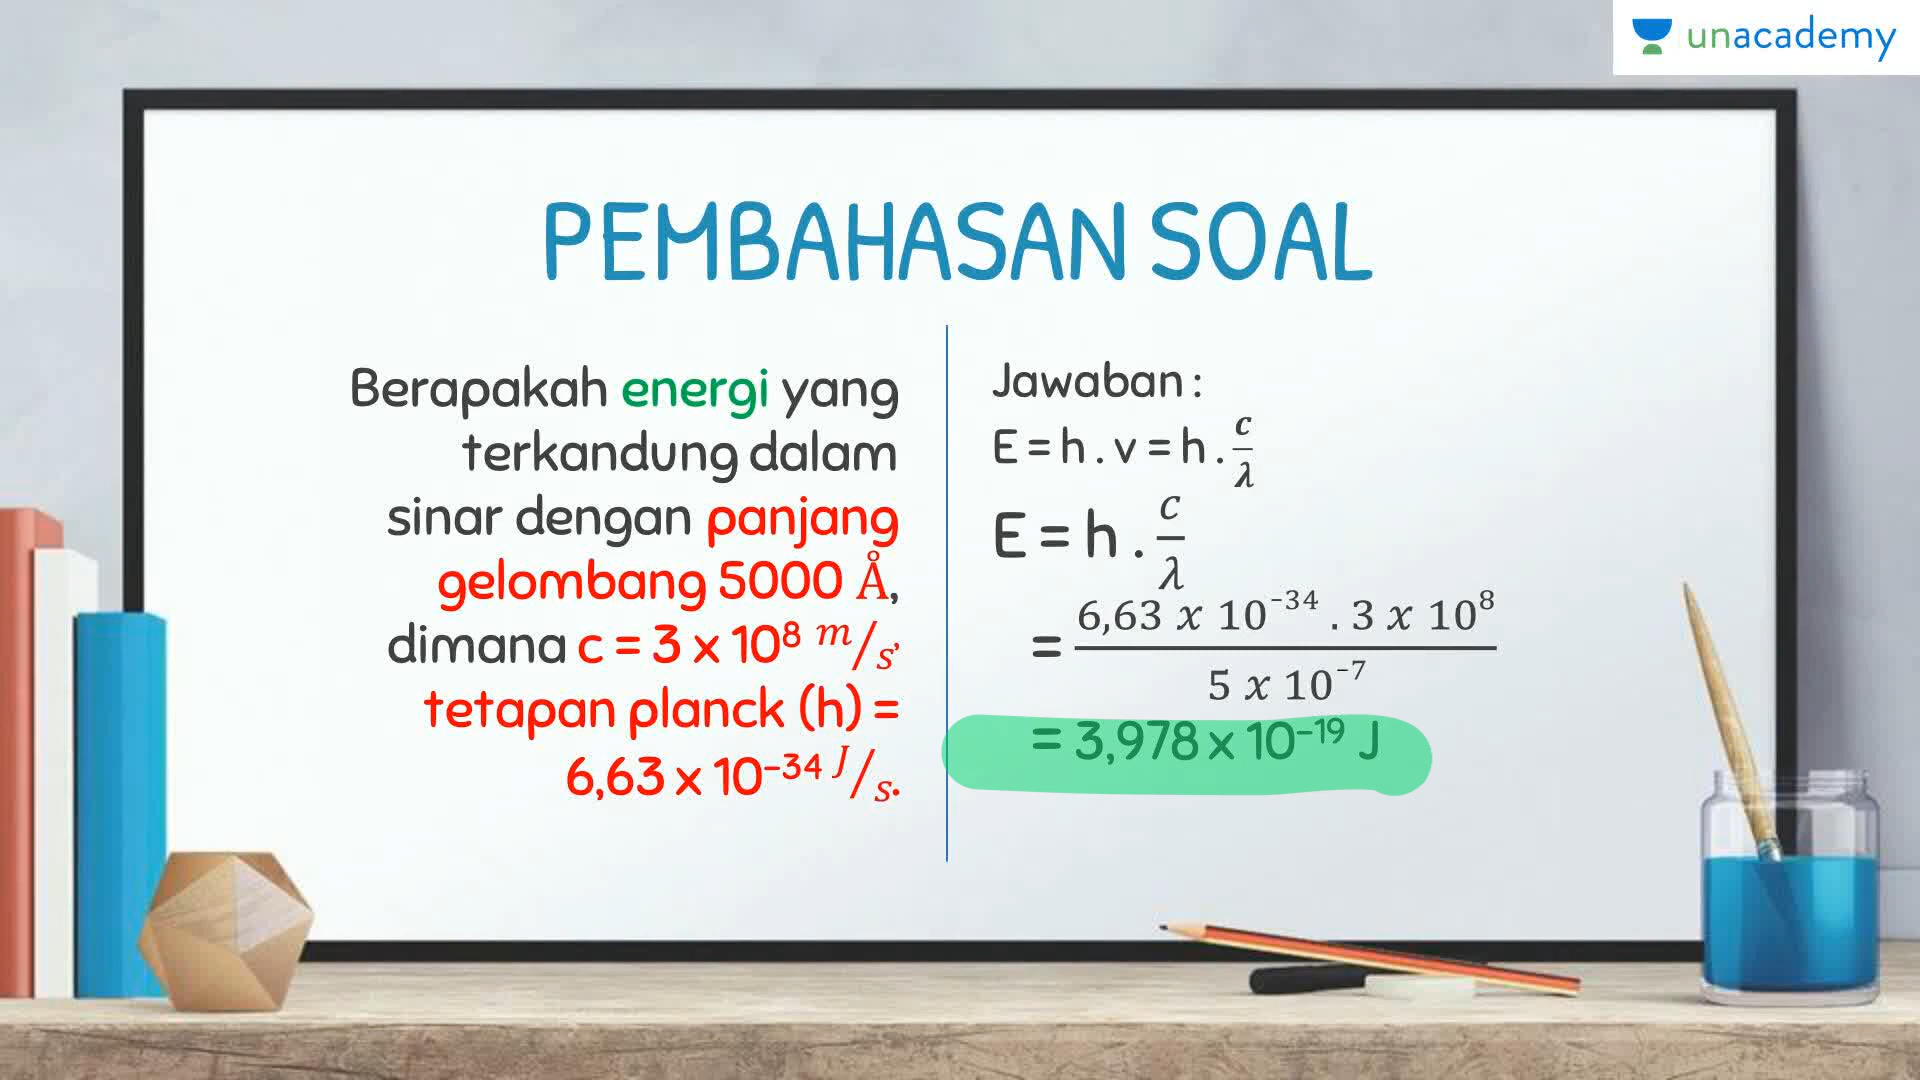 unacademy
PEMBAHASAN SOAL
Berapakah energi yang
terkandung dalam
sinar dengan panjang
gelombang 5000 Å,
dimana c = 3 x 10⁸ m/s,
tetapan planck (h) =
6,63 x 10⁻³⁴ J/s.
Jawaban :
E = h . v = h . c/λ
E = h . c/λ
= (6,63 x 10⁻³⁴ . 3 x 10⁸)/(5 x 10⁻⁷)
= 3,978 x 10⁻¹⁹ J